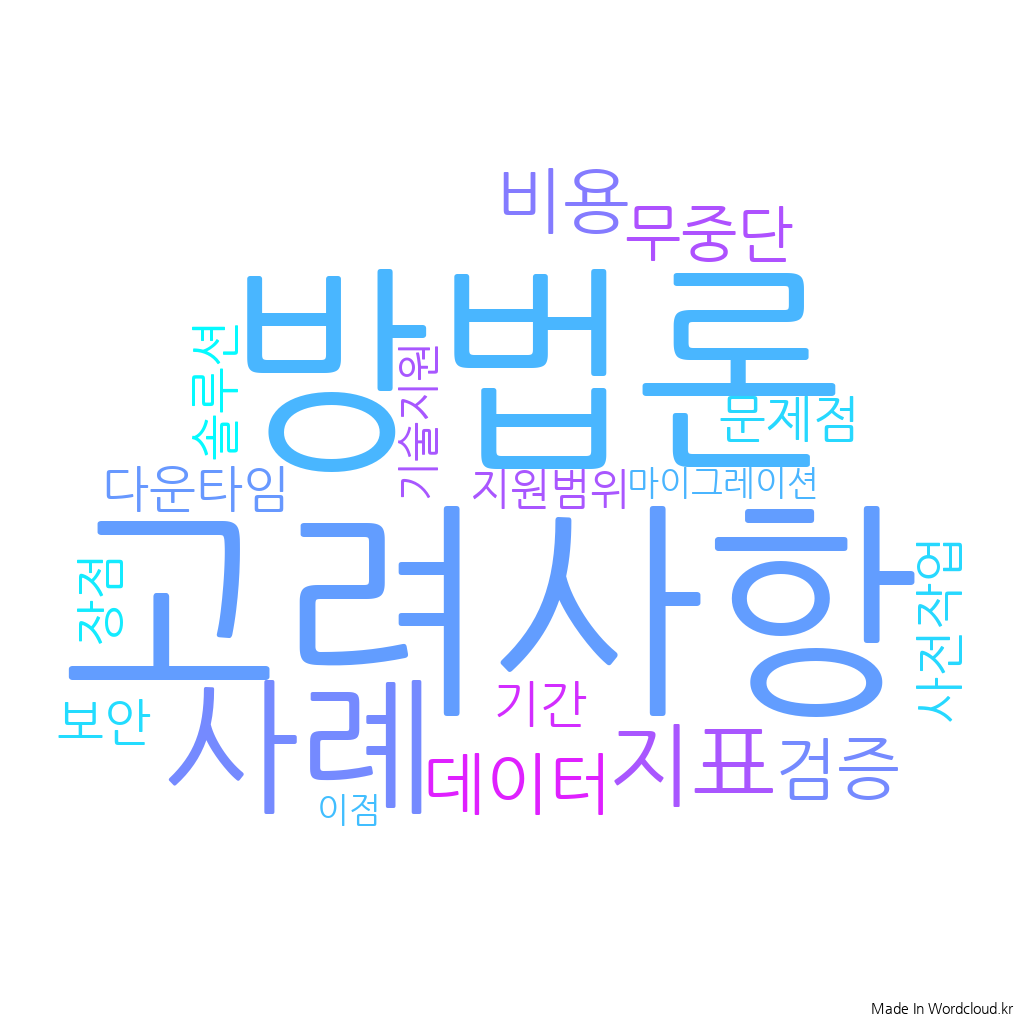 비용
무중단
방법론
솔루션
기술지원
문제점
다운타임
지원범위
마이그레이션
고려사항
장점
사전작업
보안
사례
기간
데이터
지표
검증
이점
Made In Wordcloud.kr